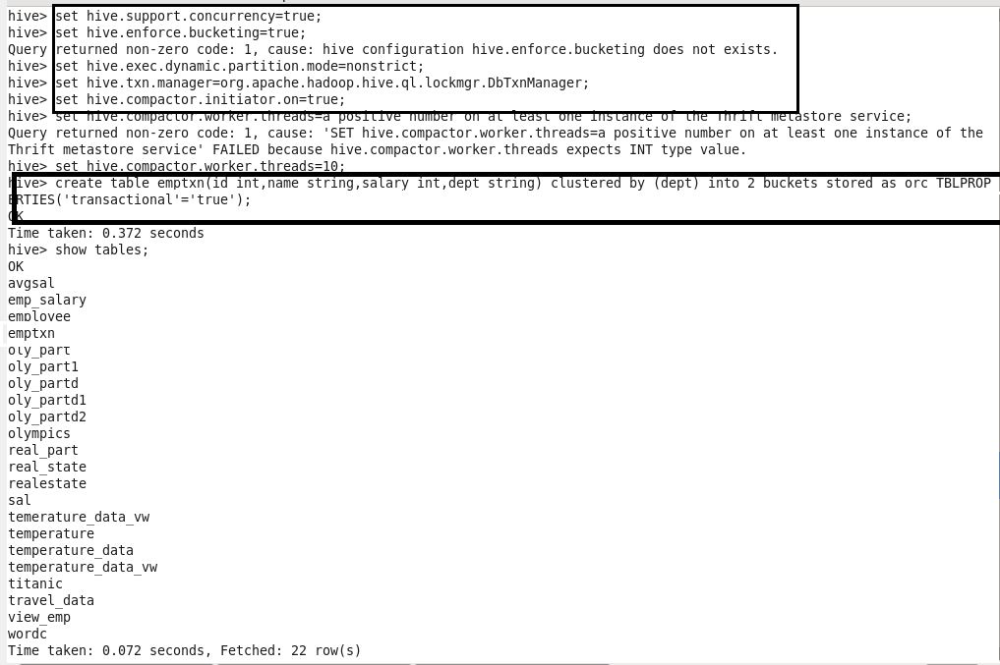 hive> set hive.support.concurrency=true;
hive> set hive.enforce.bucketing=true;
Query returned non-zero code: 1, cause: hive configuration hive.enforce.bucketing does not exists.
hive> set hive.exec.dynamic.partition.mode=nonstrict;
hive> set hive.txn.manager=org.apache.hadoop.hive.ql.lockmgr.DbTxnManager;
hive> set hive.compactor.initiator.on=true;
hive> set hive.compactor.worker.threads=a positive number on at least one instance of the Thrift metastore service;
Query returned non-zero code: 1, cause: 'SET hive.compactor.worker.threads=a positive number on at least one instance of the
Thrift metastore service' FAILED because hive.compactor.worker.threads expects INT type value.
hive> set hive.compactor.worker.threads=10;
hive> create table emptxn(id int,name string,salary int,dept string) clustered by (dept) into 2 buckets stored as orc TBLPROP
ERTIES('transactional'='true');
OK
Time taken: 0.372 seconds
hive> show tables;
OK
avgsal
emp_salary
employee
emptxn
oly_part
oly_part1
oly_partd
oly_partd1
oly_partd2
olympics
real_part
real_state
realestate
sal
temerature_data_vw
temperature
temperature_data
temperature_data_vw
titanic
travel_data
view_emp
wordc
Time taken: 0.072 seconds, Fetched: 22 row(s)